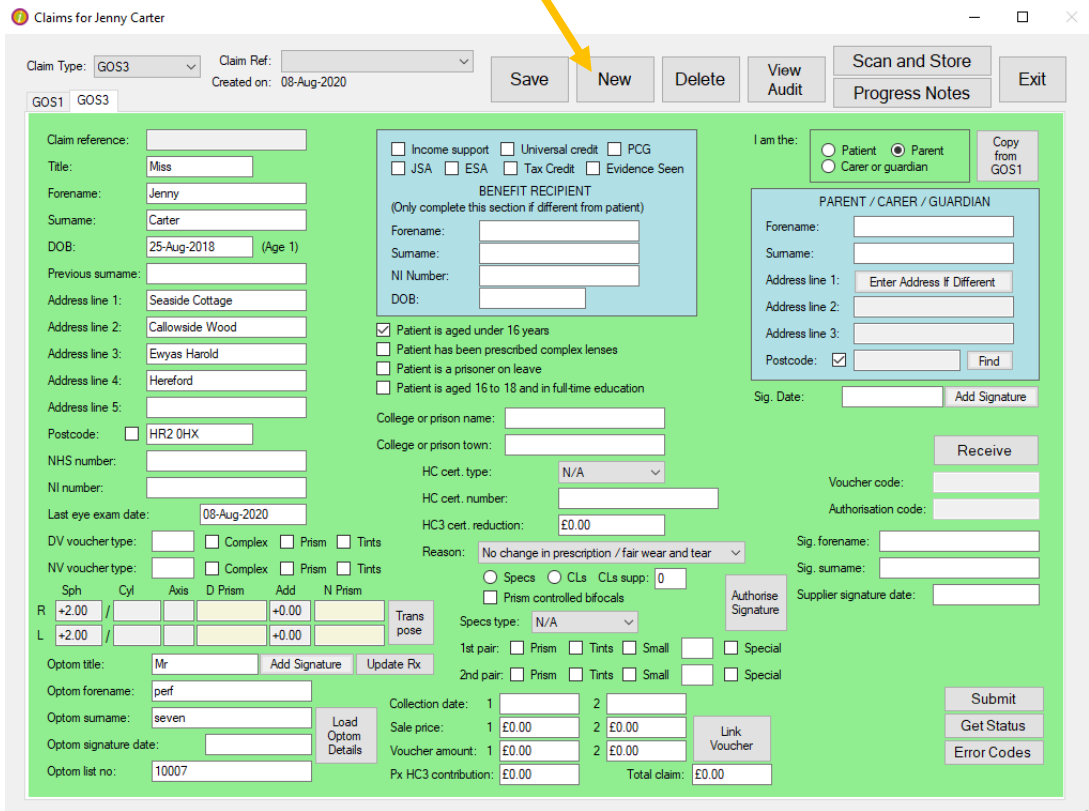 Claims for Jenny Carter
Claim Type: GOS3 Claim Ref:
Created on: 08-Aug-2020
Save New Delete View Audit Scan and Store Progress Notes Exit
GOS1 GOS3
Claim reference:
Title: Miss
Forename: Jenny
Surname: Carter
DOB: 25-Aug-2018 (Age 1)
Previous surname:
Address line 1: Seaside Cottage
Address line 2: Callowside Wood
Address line 3: Ewyas Harold
Address line 4: Hereford
Address line 5:
Postcode: HR2 0HX
NHS number:
NI number:
Last eye exam date: 08-Aug-2020
DV voucher type: Complex Prism Tints
NV voucher type: Complex Prism Tints
Sph Cyl Axis D Prism Add N Prism
R +2.00 / +0.00
L +2.00 / +0.00
Trans pose
Optom title: Mr Add Signature Update Rx
Optom forename: perf
Optom surname: seven
Optom signature date:
Load Optom Details
Optom list no: 10007
Income support Universal credit PCG
JSA ESA Tax Credit Evidence Seen
BENEFIT RECIPIENT
(Only complete this section if different from patient)
Forename:
Surname:
NI Number:
DOB:
Patient is aged under 16 years
Patient has been prescribed complex lenses
Patient is a prisoner on leave
Patient is aged 16 to 18 and in full-time education
College or prison name:
College or prison town:
HC cert. type: N/A
HC cert. number:
HC3 cert. reduction: £0.00
Reason: No change in prescription / fair wear and tear
Specs CLs CLs supp: 0
Prism controlled bifocals
Specs type: N/A
Authorise Signature
1st pair: Prism Tints Small Special
2nd pair: Prism Tints Small Special
Collection date: 1 2
Sale price: 1 £0.00 2 £0.00
Voucher amount: 1 £0.00 2 £0.00
Link Voucher
Px HC3 contribution: £0.00 Total claim: £0.00
I am the: Patient Parent
Carer or guardian
Copy from GOS1
PARENT / CARER / GUARDIAN
Forename:
Surname:
Address line 1: Enter Address If Different
Address line 2:
Address line 3:
Postcode: Find
Sig. Date: Add Signature
Receive
Voucher code:
Authorisation code:
Sig. forename:
Sig. surname:
Supplier signature date:
Submit
Get Status
Error Codes